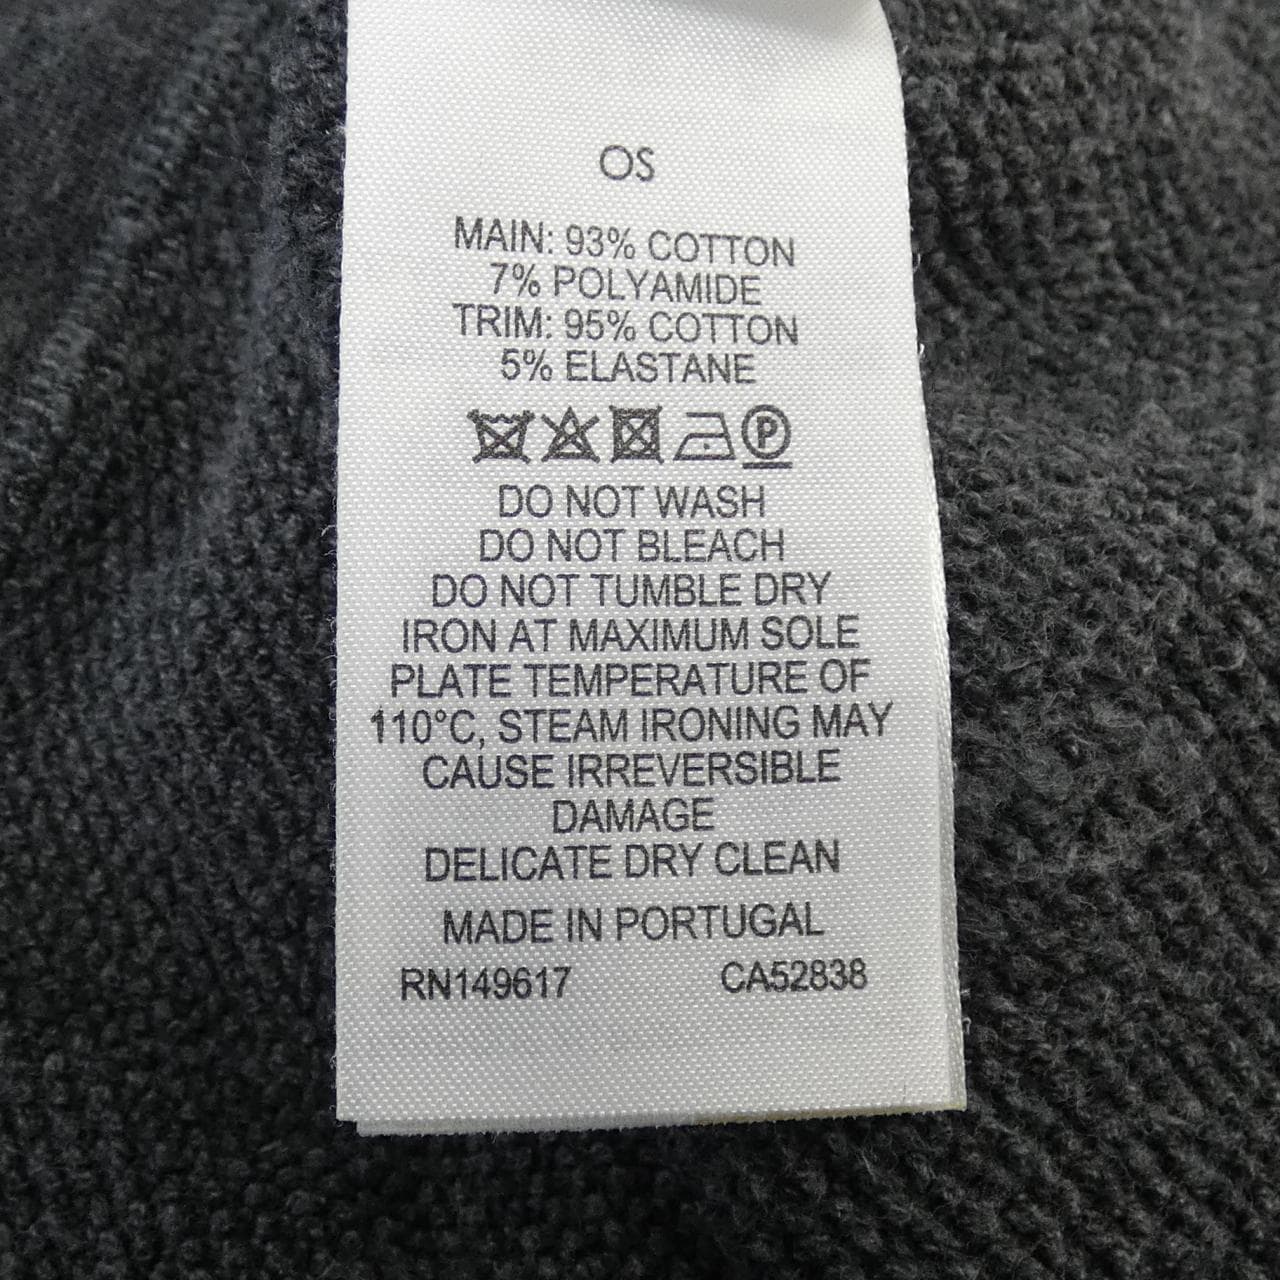 OS
MAIN: 93% COTTON
7% POLYAMIDE
TRIM: 95% COTTON
5% ELASTANE
P
DO NOT WASH
DO NOT BLEACH
DO NOT TUMBLE DRY
IRON AT MAXIMUM SOLE
PLATE TEMPERATURE OF
110°C, STEAM IRONING MAY
CAUSE IRREVERSIBLE
DAMAGE
DELICATE DRY CLEAN
MADE IN PORTUGAL
RN149617 CA52838